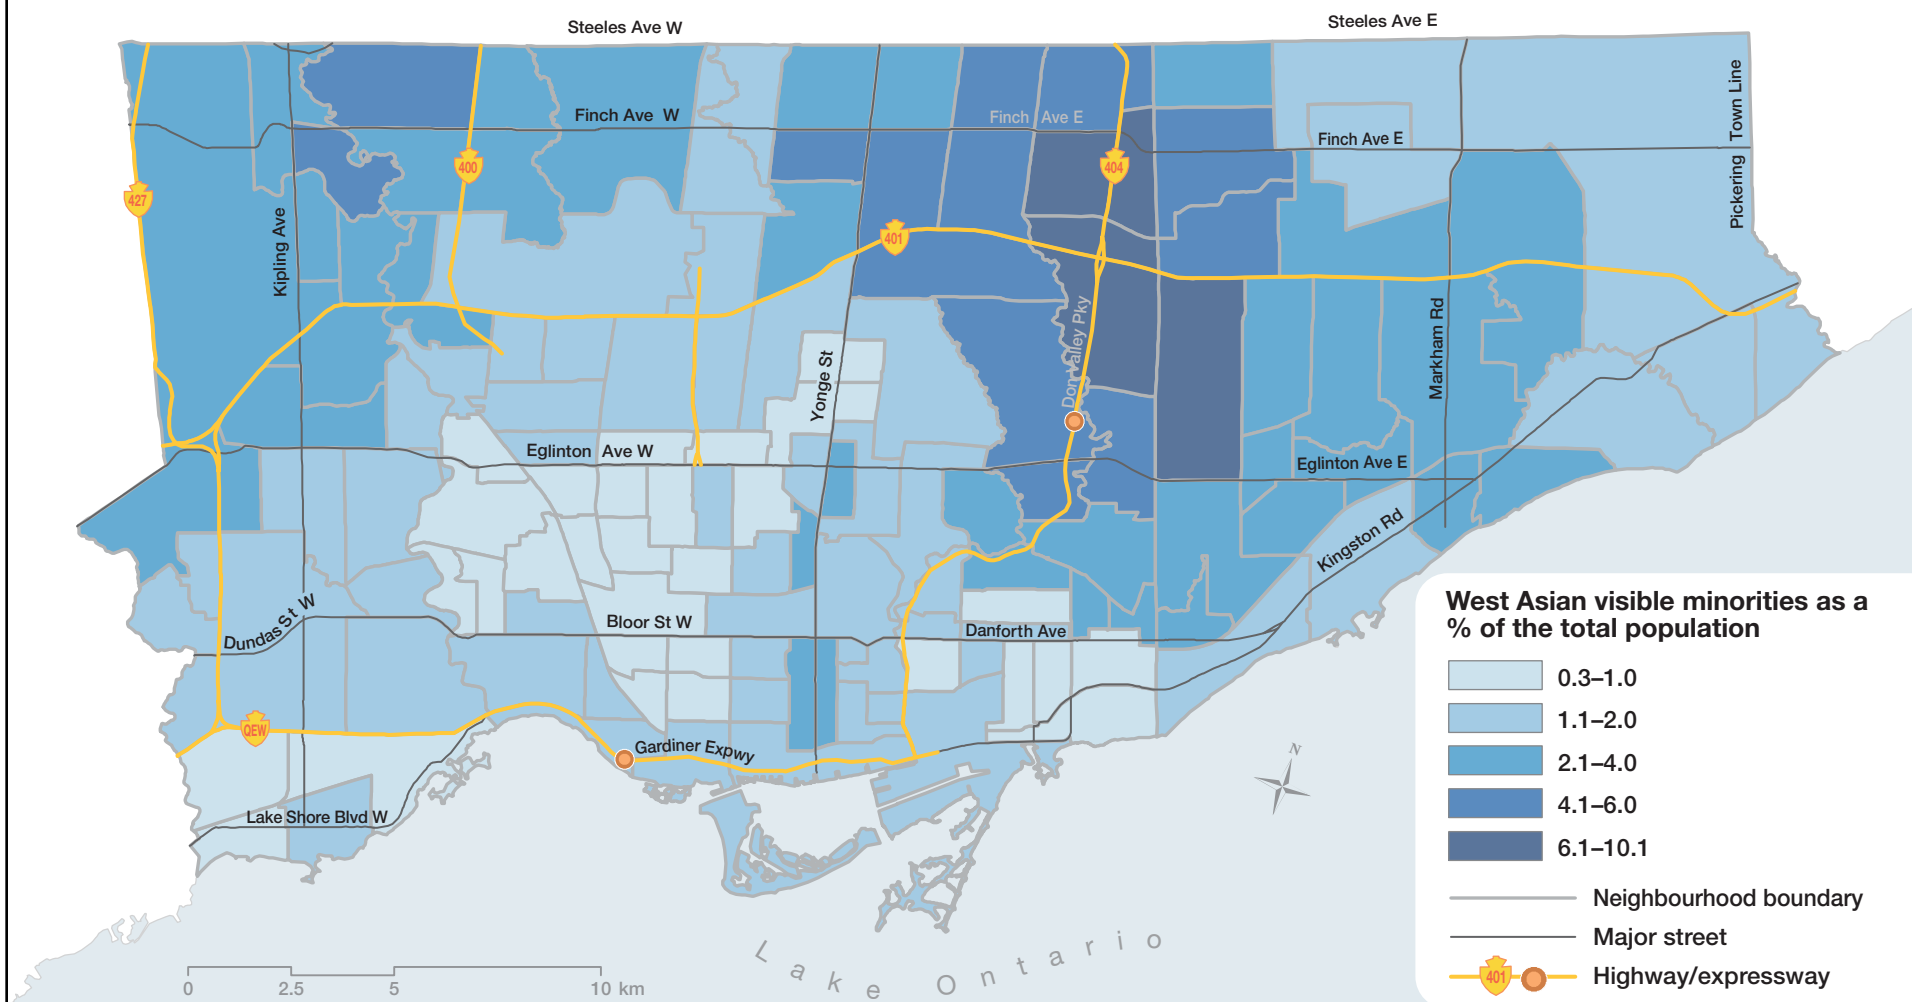 Steeles Ave W
Steeles Ave E
Finch Ave W
Finch Ave E
Finch Ave E
Pickering Town Line
427
400
404
401
Kipling Ave
Don Valley Pky
Markham Rd
Yonge St
Eglinton Ave W
Eglinton Ave E
Kingston Rd
Dundas St W
Bloor St W
Danforth Ave
QEW
Gardiner Expwy
Lake Shore Blvd W
N
Lake Ontario
0 2.5 5 10 km
West Asian visible minorities as a
% of the total population
0.3–1.0
1.1–2.0
2.1–4.0
4.1–6.0
6.1–10.1
Neighbourhood boundary
Major street
401 Highway/expressway